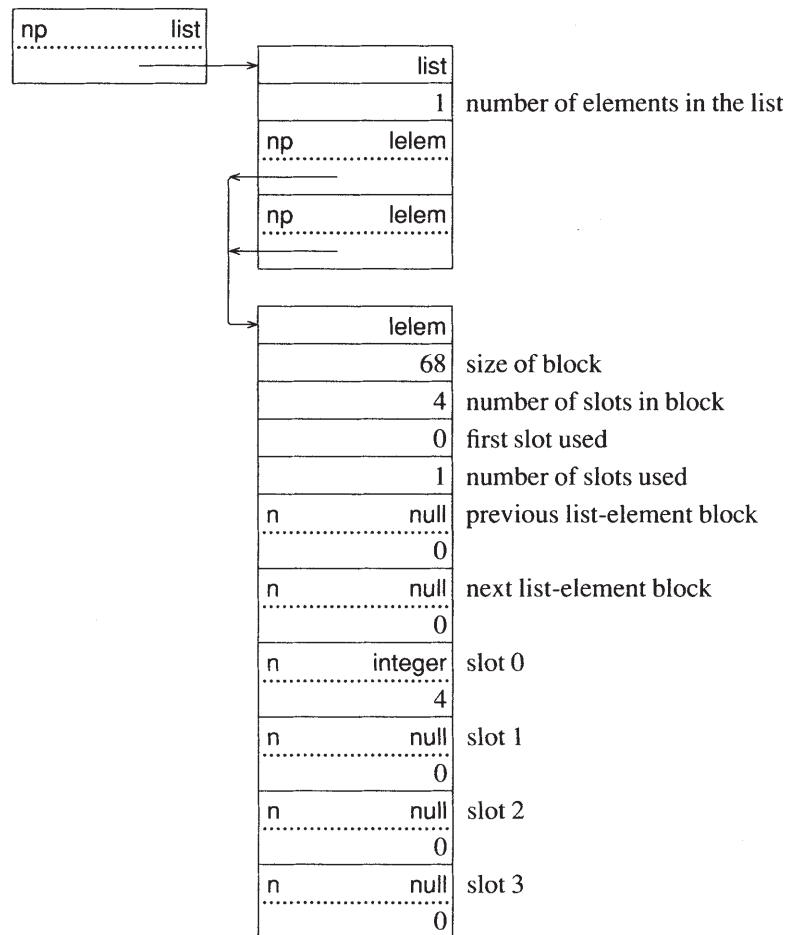 np list
list
1 number of elements in the list
np lelem
np lelem
lelem
68 size of block
4 number of slots in block
0 first slot used
1 number of slots used
n null previous list-element block
0
n null next list-element block
0
n integer slot 0
4
n null slot 1
0
n null slot 2
0
n null slot 3
0